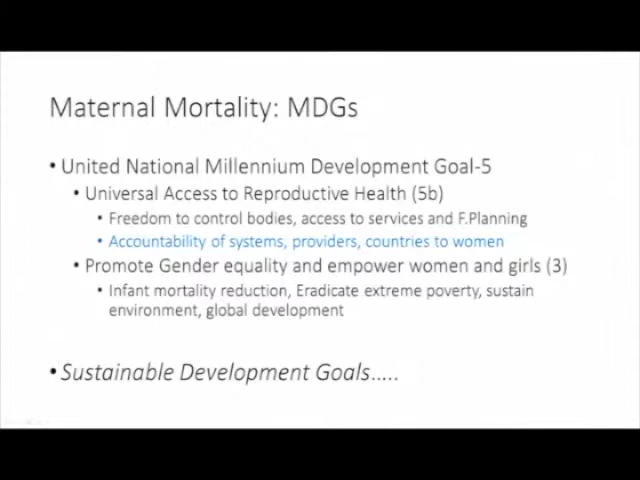 Maternal Mortality: MDGs
• United National Millennium Development Goal-5
• Universal Access to Reproductive Health (5b)
• Freedom to control bodies, access to services and F.Planning
• Accountability of systems, providers, countries to women
• Promote Gender equality and empower women and girls (3)
• Infant mortality reduction, Eradicate extreme poverty, sustain
environment, global development
• Sustainable Development Goals.....